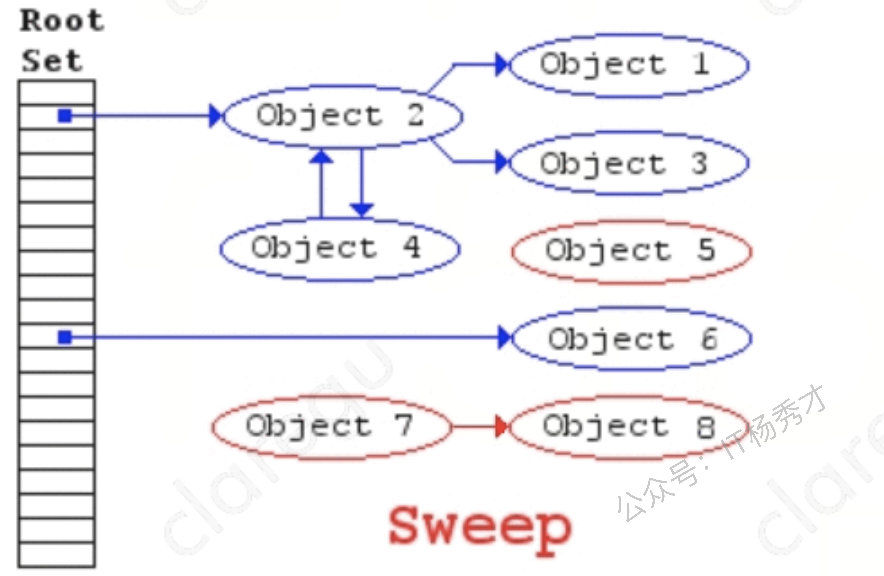 Root
Set
Object 1
Object 2
Object 3
Object 4
Object 5
Object 6
Object 7
Object 8
Sweep
公众号：IT杨秀才